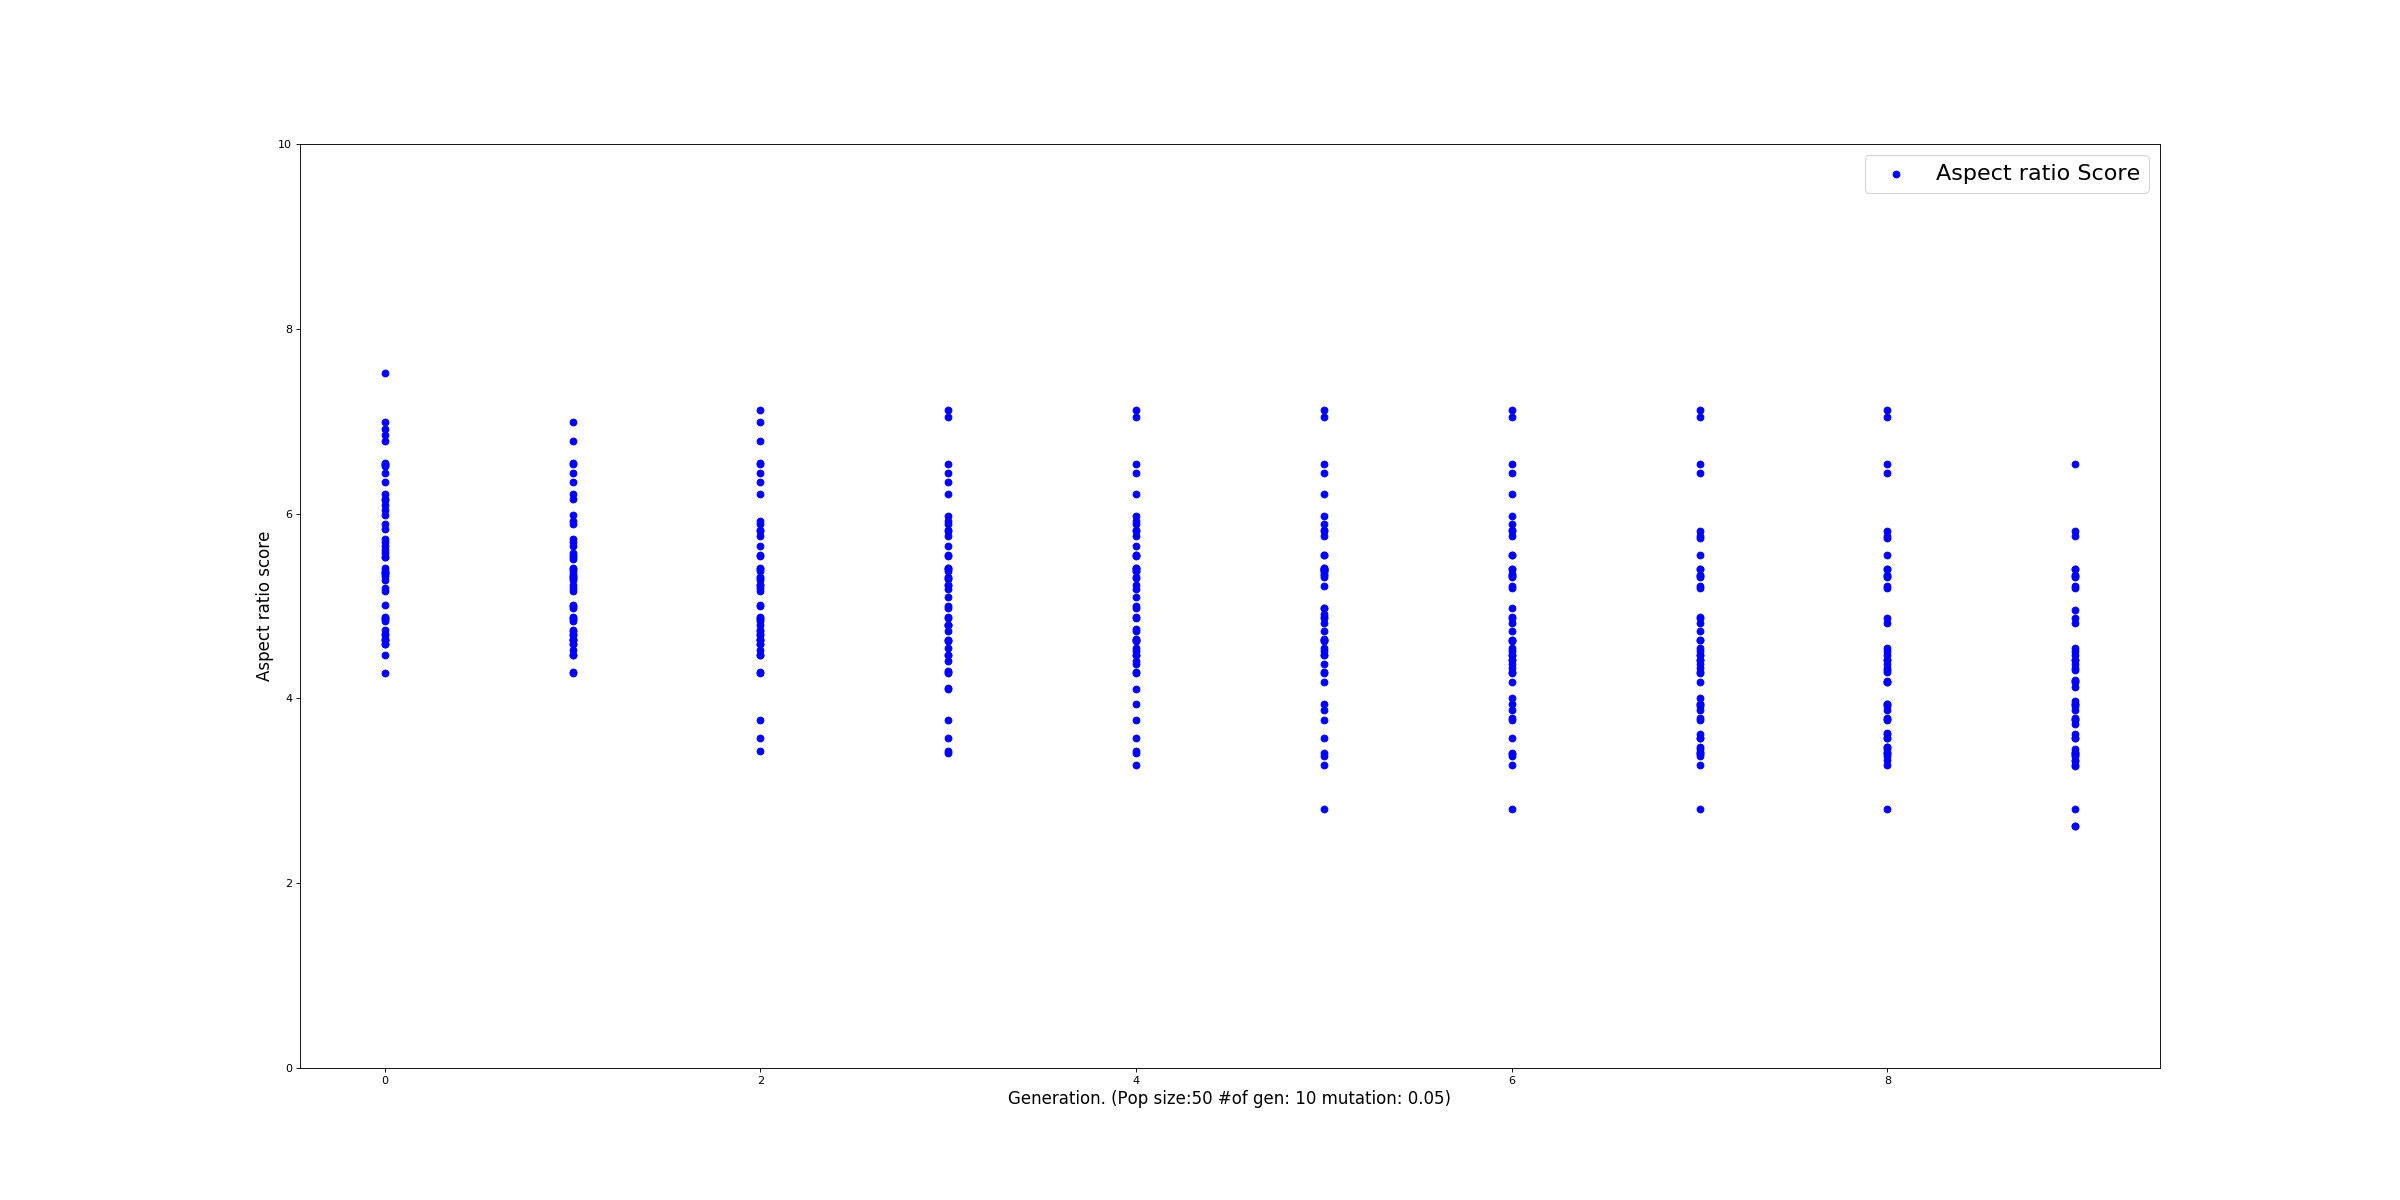 10
Aspect ratio Score
8
6
Aspect ratio score
4
2
0
0 2 4 6 8
Generation. (Pop size:50 #of gen: 10 mutation: 0.05)